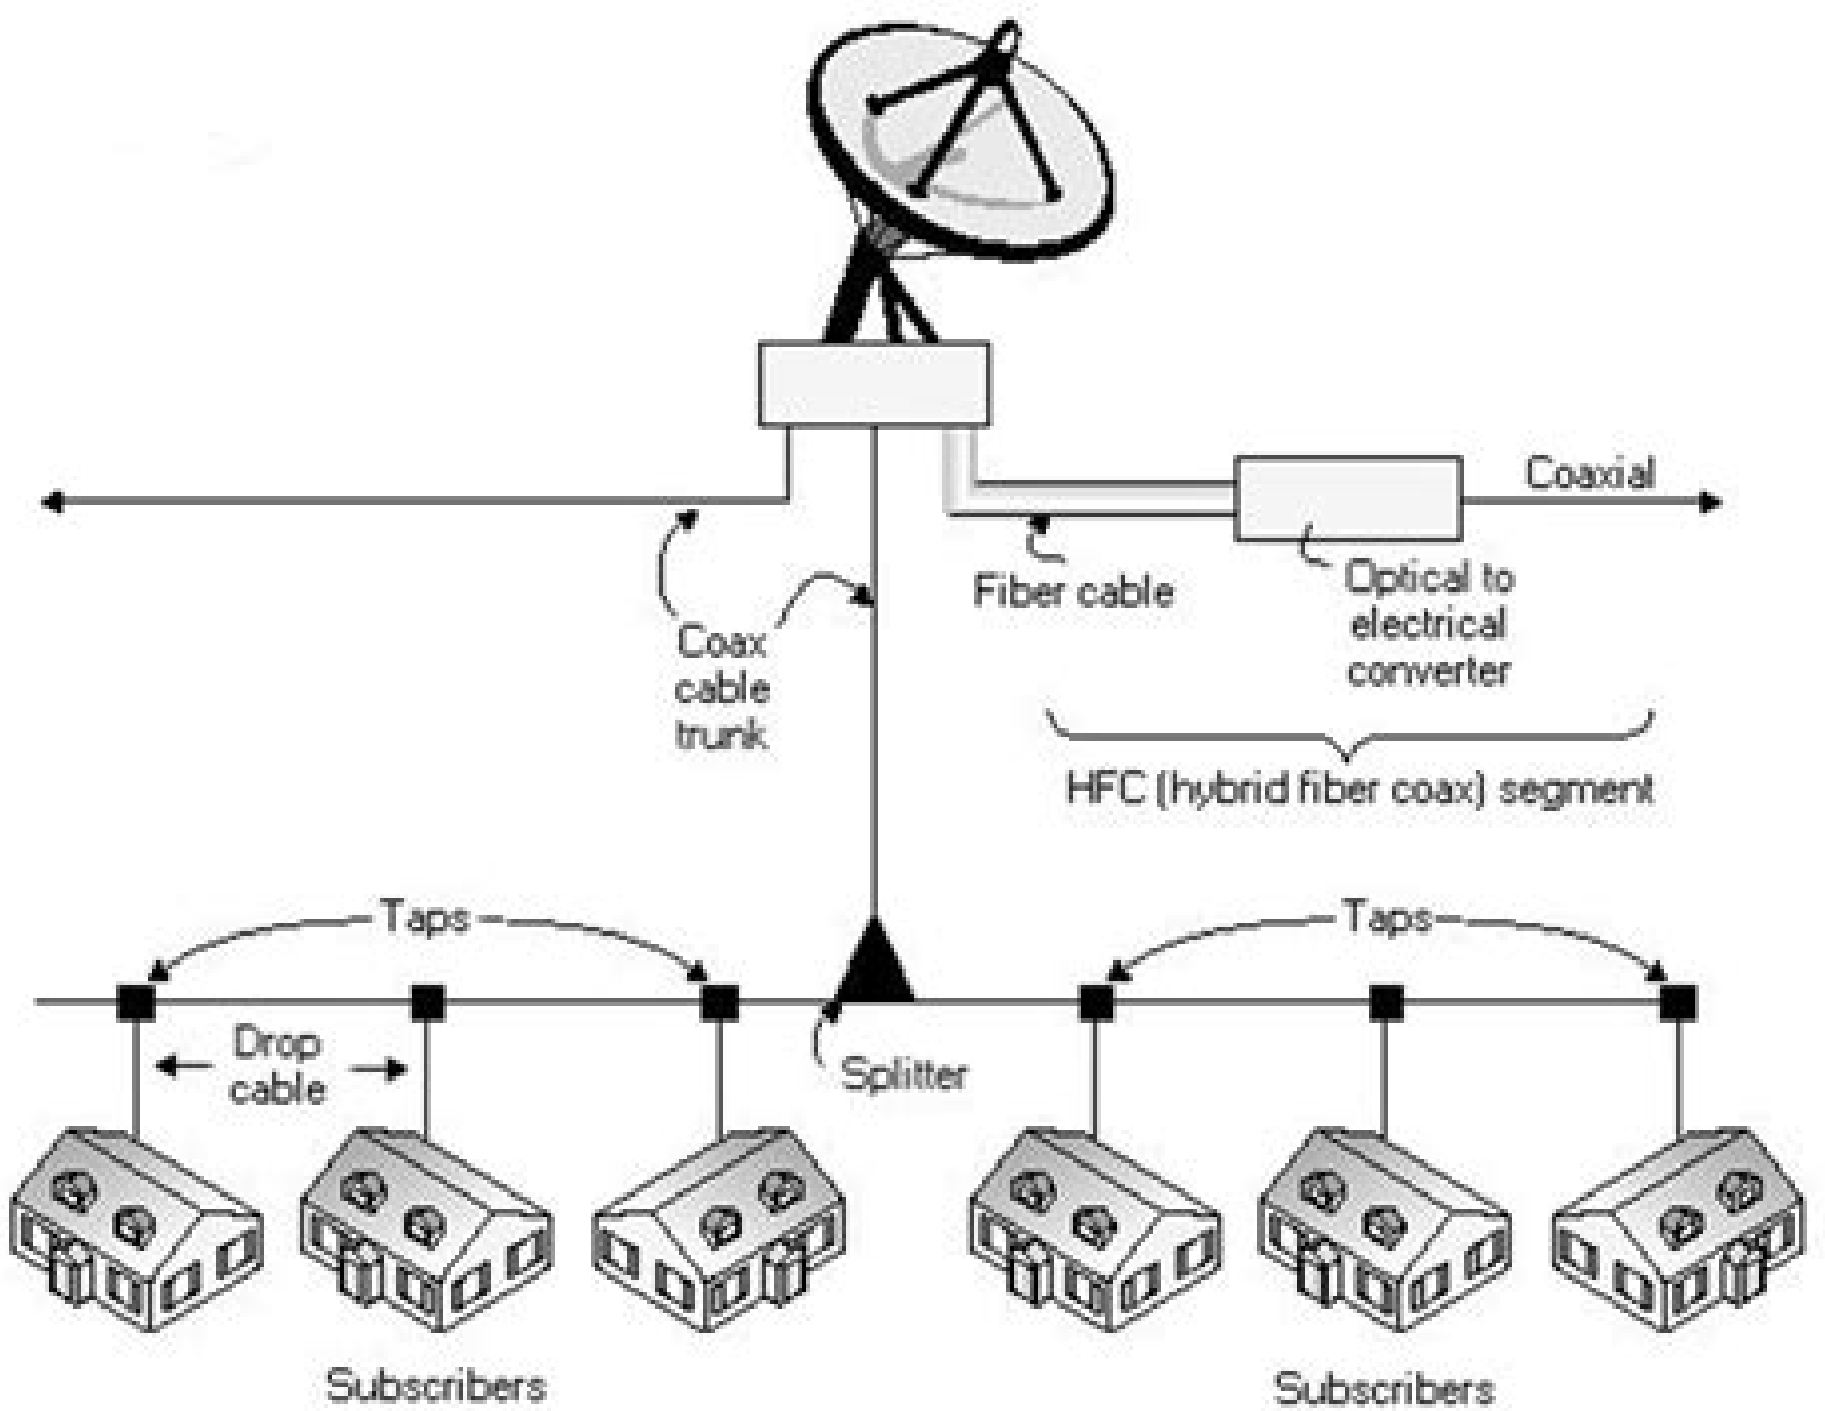 Coaxial
Fiber cable
Optical to
electrical
converter
Coax
cable
trunk
HFC (hybrid fiber coax) segment
Taps
Taps
Drop
cable
Splitter
Subscribers
Subscribers